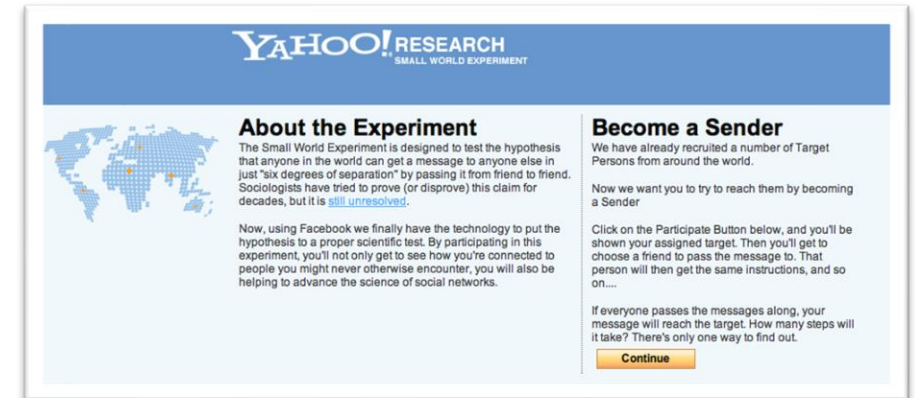 YAHOO! RESEARCH
SMALL WORLD EXPERIMENT
About the Experiment
The Small World Experiment is designed to test the hypothesis
that anyone in the world can get a message to anyone else in
just "six degrees of separation" by passing it from friend to friend.
Sociologists have tried to prove (or disprove) this claim for
decades, but it is still unresolved.
Now, using Facebook we finally have the technology to put the
hypothesis to a proper scientific test. By participating in this
experiment, you'll not only get to see how you're connected to
people you might never otherwise encounter, you will also be
helping to advance the science of social networks.
Become a Sender
We have already recruited a number of Target
Persons from around the world.
Now we want you to try to reach them by becoming
a Sender
Click on the Participate Button below, and you'll be
shown your assigned target. Then you'll get to
choose a friend to pass the message to. That
person will then get the same instructions, and so
on....
If everyone passes the messages along, your
message will reach the target. How many steps will
it take? There's only one way to find out.
Continue